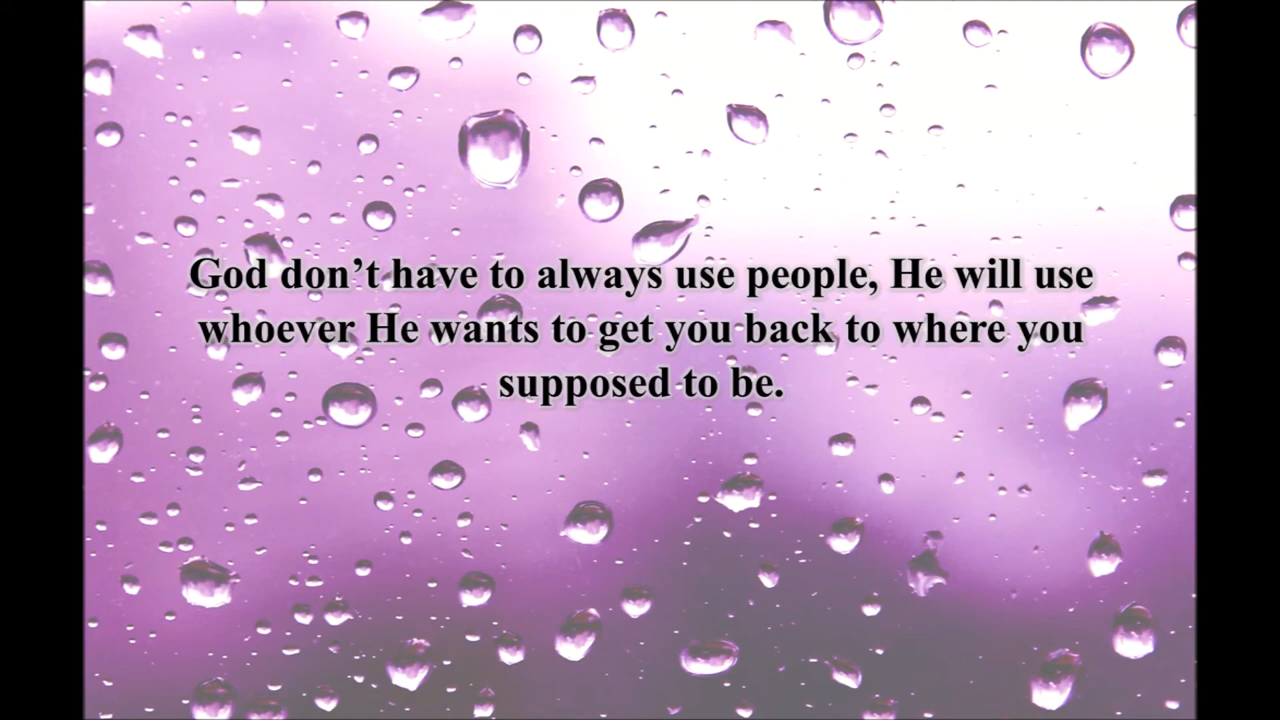 God don’t have to always use people, He will use
whoever He wants to get you back to where you
supposed to be.